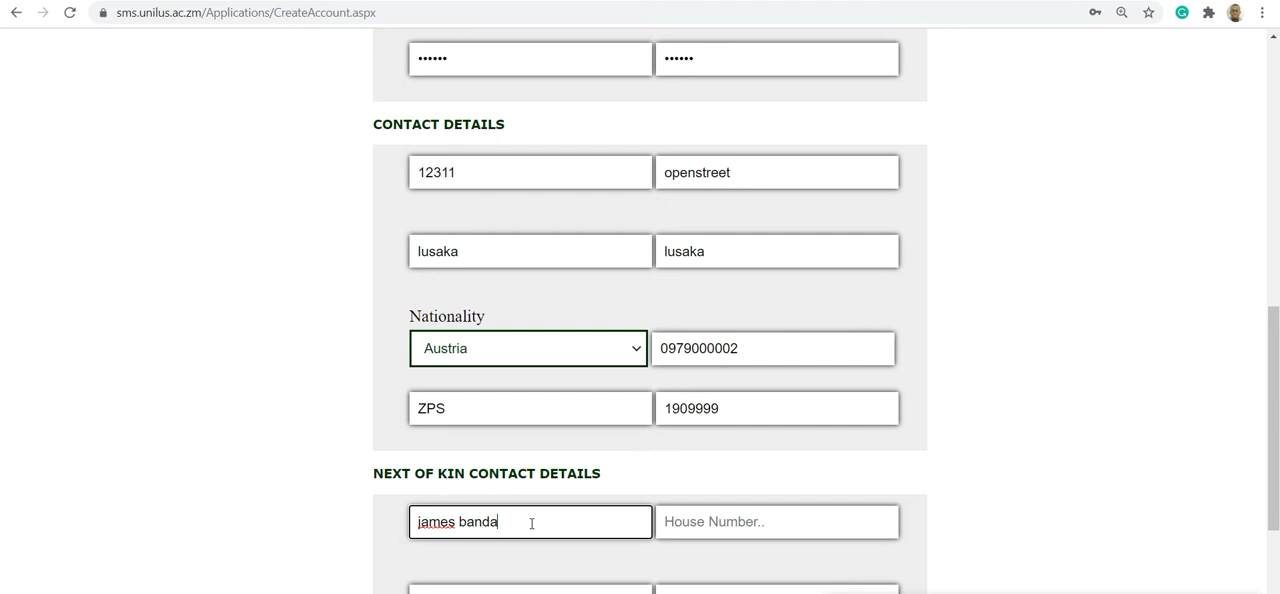 sms.unilus.ac.zm/Applications/CreateAccount.aspx
•••••• ••••••
CONTACT DETAILS
12311 openstreet
lusaka lusaka
Nationality
Austria 0979000002
ZPS 1909999
NEXT OF KIN CONTACT DETAILS
james banda House Number..